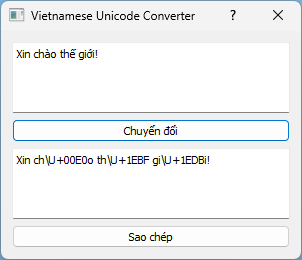 Vietnamese Unicode Converter
Xin chào thế giới!
Chuyển đổi
Xin ch\U+00E0o th\U+1EBF gi\U+1EDBi!
Sao chép